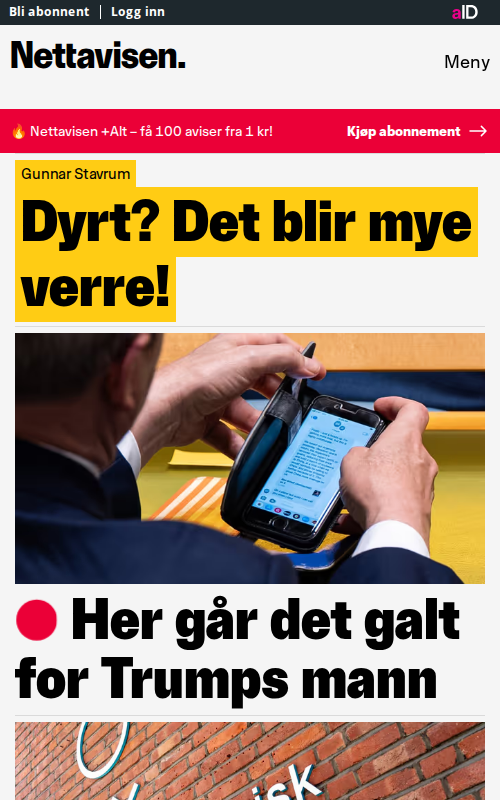 Bli abonnent | Logg inn
aID
Nettavisen.
Meny
🔥 Nettavisen +Alt – få 100 aviser fra 1 kr!
Kjøp abonnement →
Gunnar Stavrum
Dyrt? Det blir mye
verre!
Her går det galt
for Trumps mann